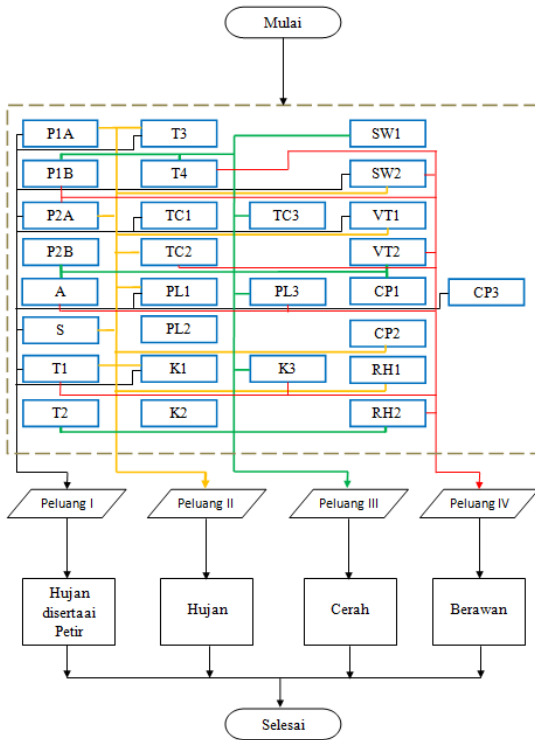 Mulai
P1A T3 SW1
P1B T4 SW2
P2A TC1 TC3 VT1
P2B TC2 VT2
A PL1 PL3 CP1 CP3
S PL2 CP2
T1 K1 K3 RH1
T2 K2 RH2
Peluang I Peluang II Peluang III Peluang IV
Hujan
disertaai
Petir
Hujan
Cerah
Berawan
Selesai